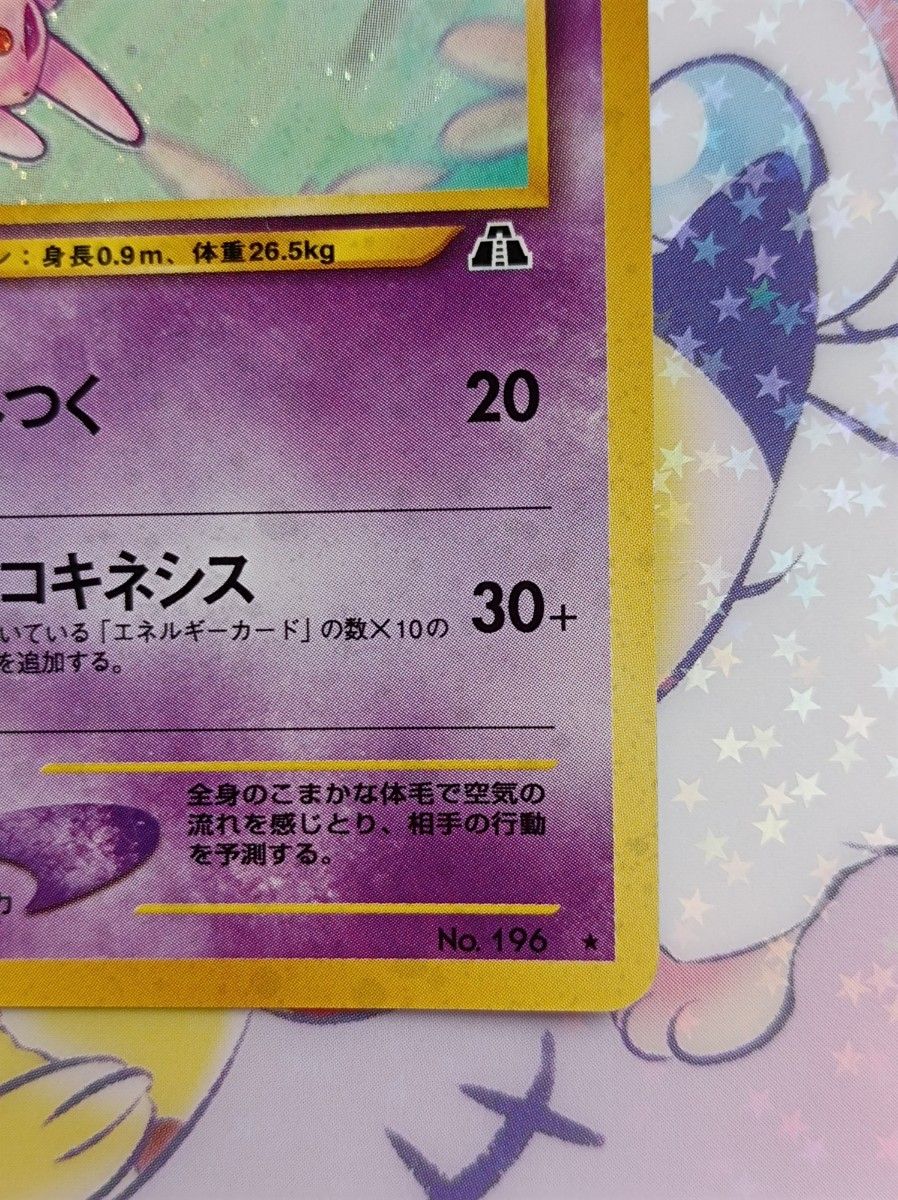 ン：身長0.9m、体重26.5kg
つく 20
コキネシス
30+
いている「エネルギーカード」の数×10の
を追加する。
全身のこまかな体毛で空気の
流れを感じとり、相手の行動
を予測する。
力
No. 196 ★